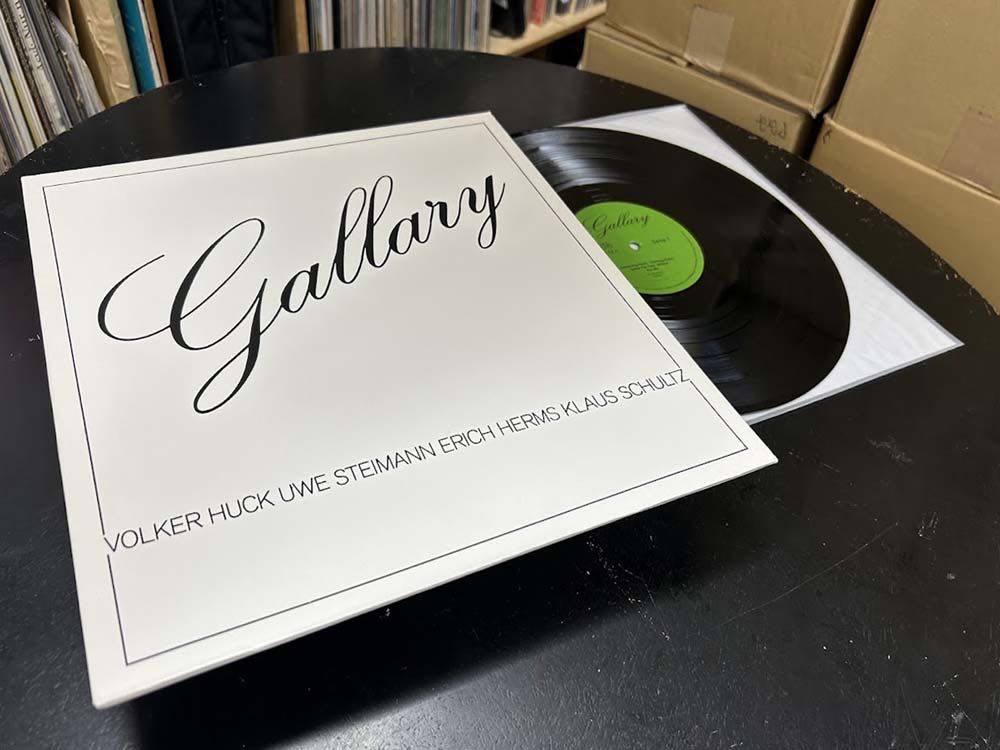 Gallary
VOLKER HUCK UWE STEIMANN ERICH HERMS KLAUS SCHULTZ
Gallary